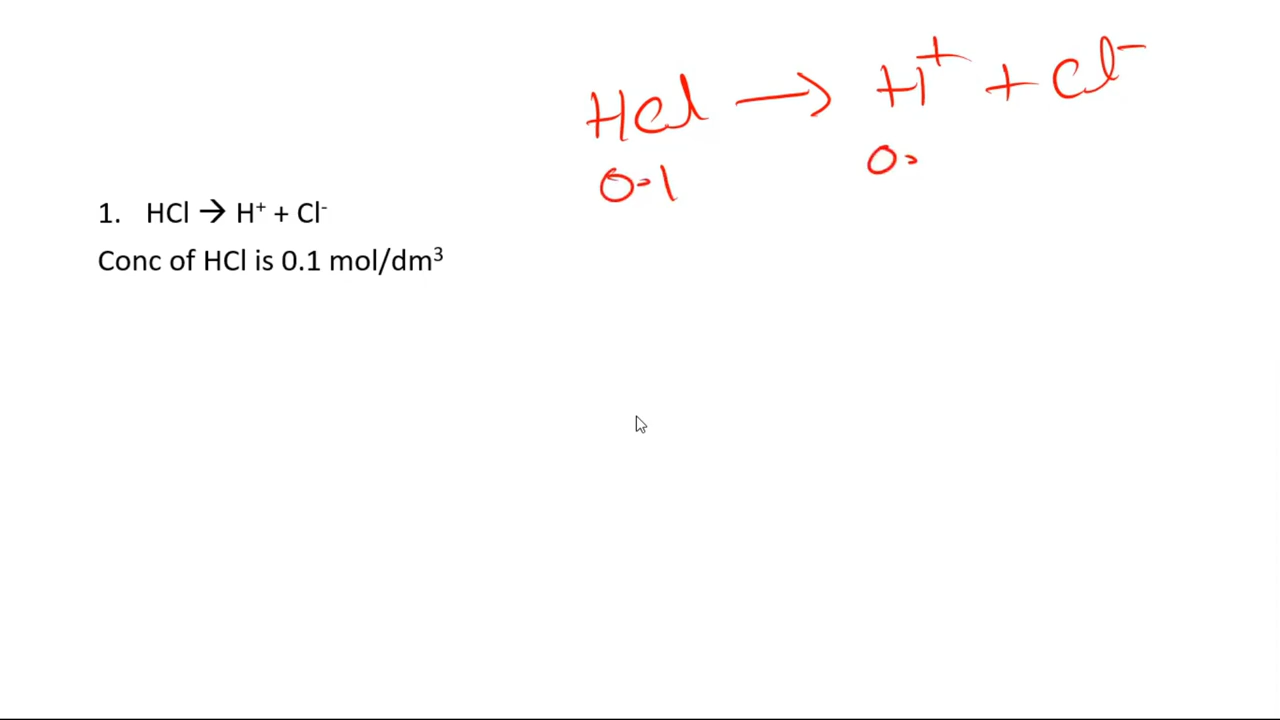 HCl → H⁺ + Cl⁻
0.1 0.
1. HCl → H⁺ + Cl⁻
Conc of HCl is 0.1 mol/dm³